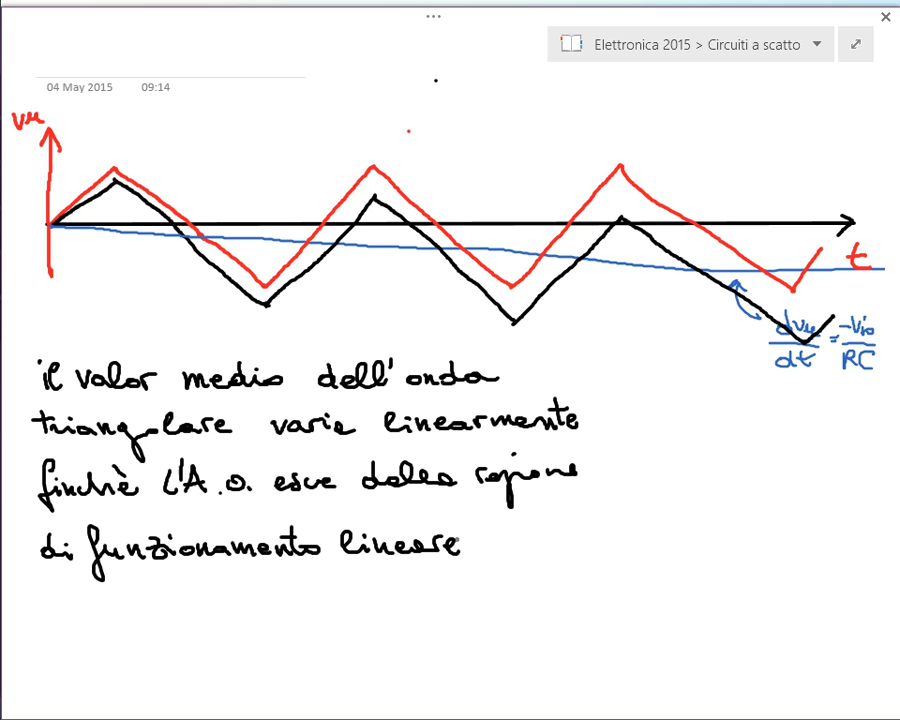 Elettronica 2015 > Circuiti a scatto
04 May 2015 09:14
vu
t
dvu/dt = -Vio/RC
il valor medio dell'onda
triangolare varia linearmente
finchè l'A.O. esce dalla regione
di funzionamento lineare